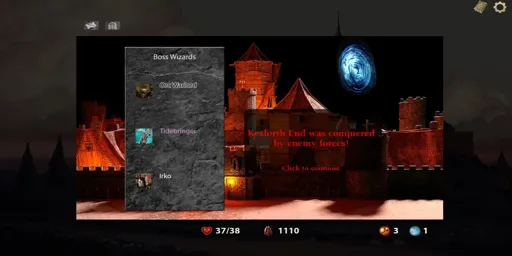 Boss Wizards
Orc Warlord
Tidebringer
Irko
Kexforth End was conquered
by enemy forces!
Click to continue
37/38
1110
3
1